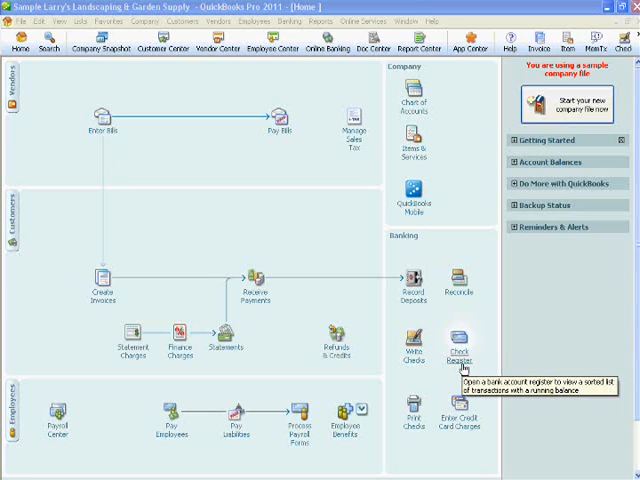 Sample Larry's Landscaping & Garden Supply - QuickBooks Pro 2011 - [Home ]
File Edit View Lists Favorites Company Customers Vendors Employees Banking Reports Online Services Window Help
Home Search Company Snapshot Customer Center Vendor Center Employee Center Online Banking Doc Center Report Center App Center Help Invoice Item MemTx Check
Vendors
Enter Bills
Pay Bills
Manage
Sales
Tax
Customers
Create
Invoices
Receive
Payments
Statement
Charges
Finance
Charges
Statements
Refunds
& Credits
Employees
Payroll
Center
Pay
Employees
Pay
Liabilities
Process
Payroll
Forms
Employee
Benefits
Company
Chart of
Accounts
Items &
Services
QuickBooks
Mobile
Banking
Record
Deposits
Reconcile
Write
Checks
Check
Register
Open a bank account register to view a sorted list
of transactions with a running balance
Print
Checks
Enter Credit
Card Charges
You are using a sample
company file
Start your new
company file now
Getting Started
Account Balances
Do More with QuickBooks
Backup Status
Reminders & Alerts